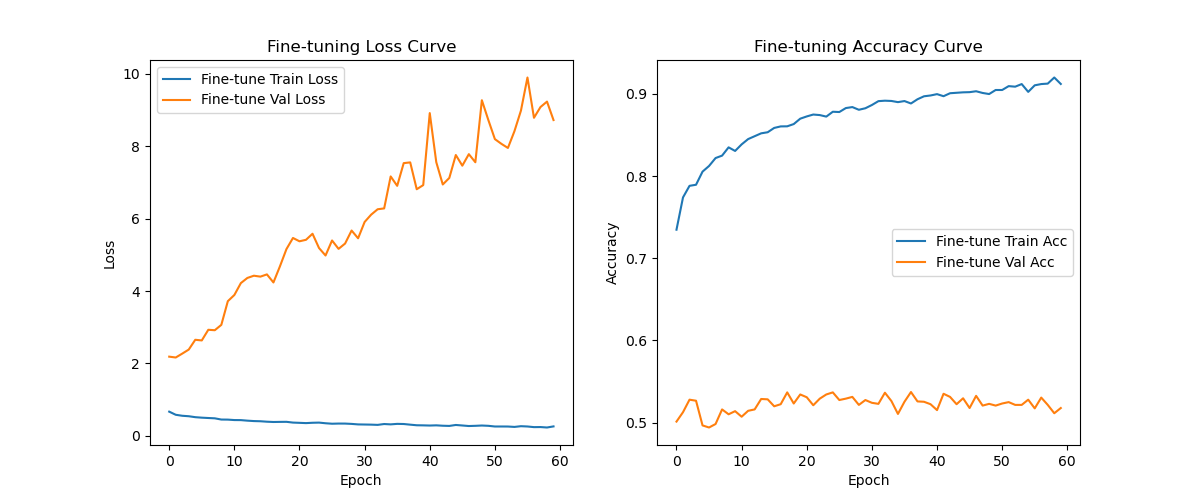 Fine-tuning Loss Curve
Fine-tune Train Loss
Fine-tune Val Loss
Loss
10
8
6
4
2
0
0 10 20 30 40 50 60
Epoch
Fine-tuning Accuracy Curve
Fine-tune Train Acc
Fine-tune Val Acc
Accuracy
0.9
0.8
0.7
0.6
0.5
0 10 20 30 40 50 60
Epoch